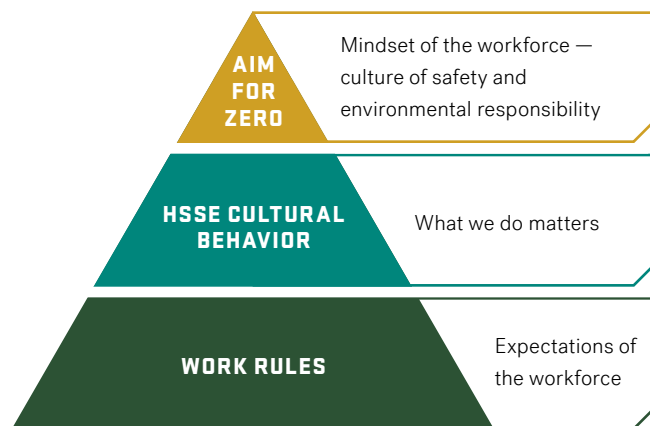 AIM
FOR
ZERO
Mindset of the workforce —
culture of safety and
environmental responsibility
HSSE CULTURAL
BEHAVIOR
What we do matters
WORK RULES
Expectations of
the workforce